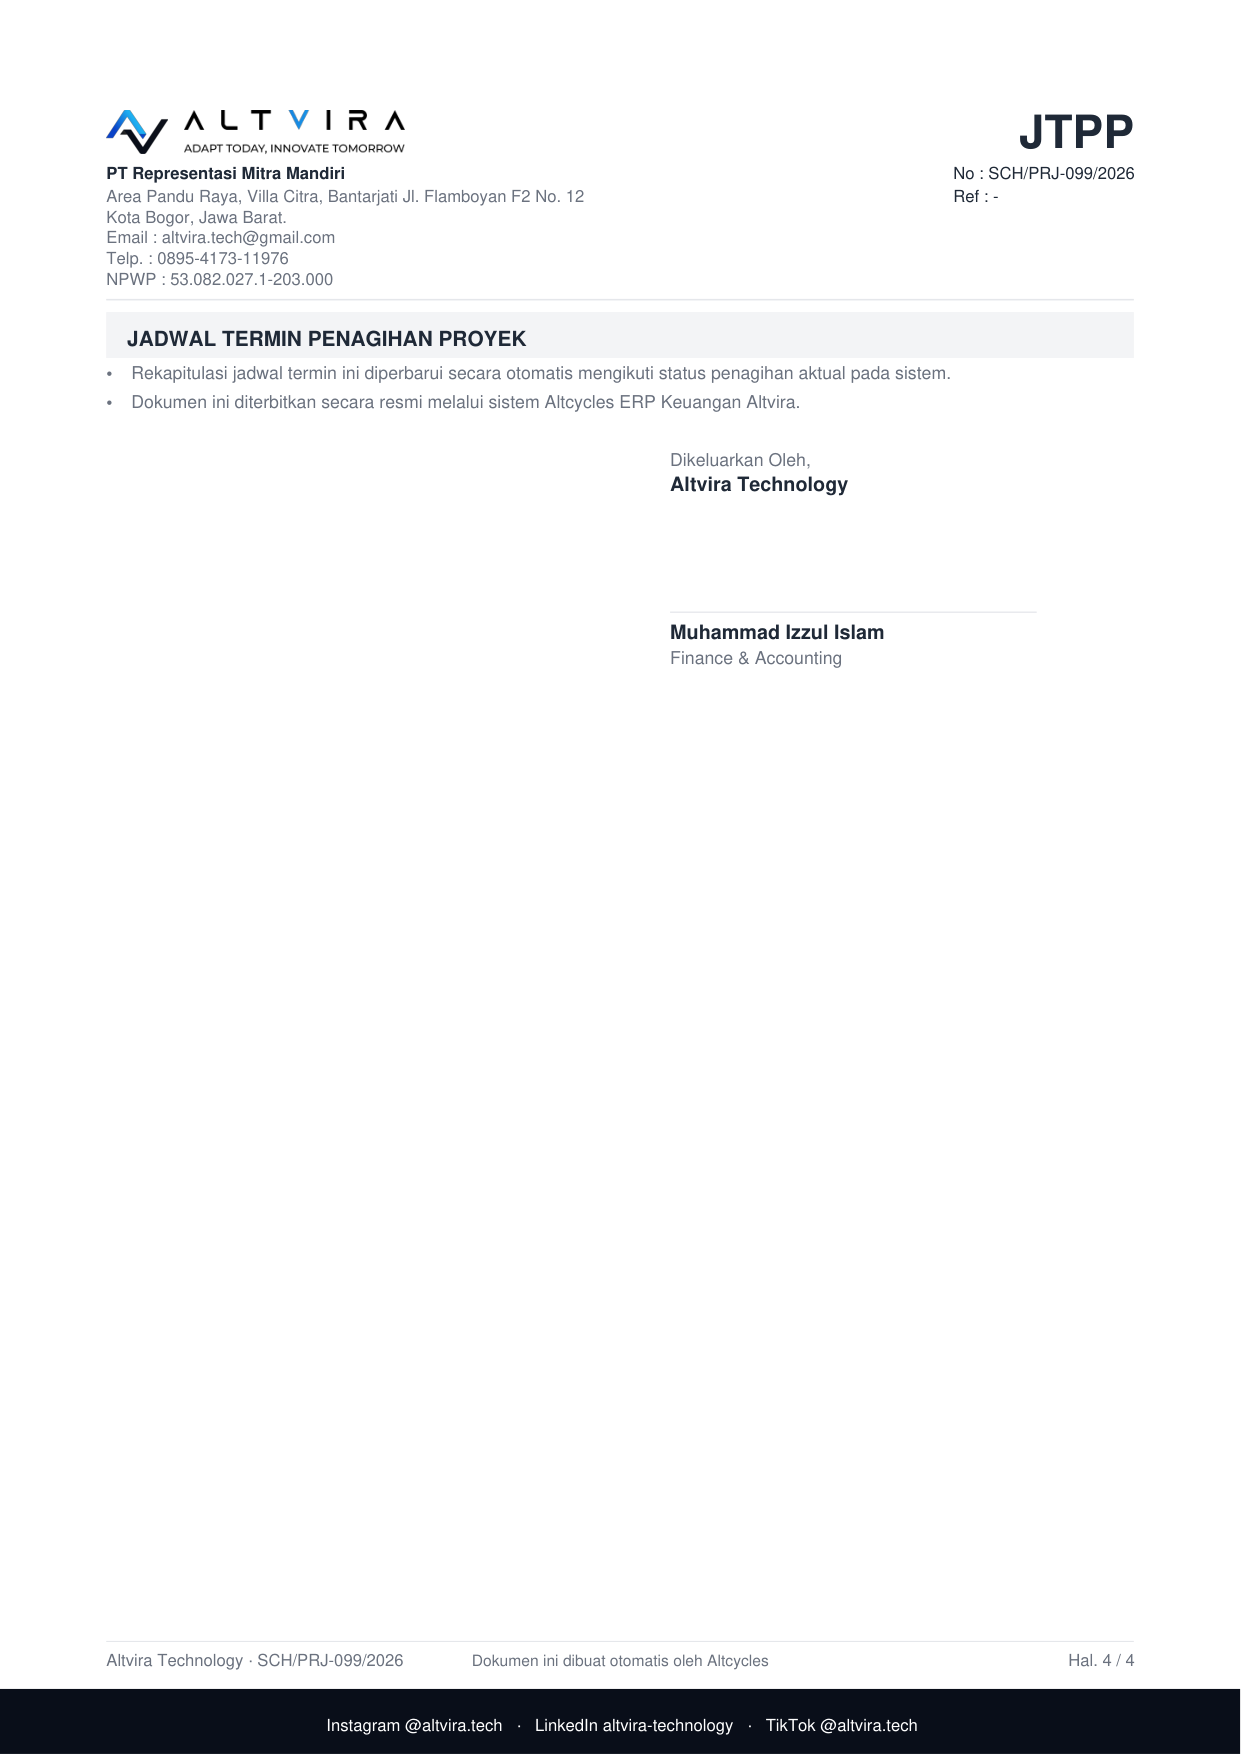 ALTVIRA
ADAPT TODAY, INNOVATE TOMORROW
JTPP
PT Representasi Mitra Mandiri
No : SCH/PRJ-099/2026
Area Pandu Raya, Villa Citra, Bantarjati Jl. Flamboyan F2 No. 12
Ref : -
Kota Bogor, Jawa Barat.
Email : altvira.tech@gmail.com
Telp. : 0895-4173-11976
NPWP : 53.082.027.1-203.000
JADWAL TERMIN PENAGIHAN PROYEK
• Rekapitulasi jadwal termin ini diperbarui secara otomatis mengikuti status penagihan aktual pada sistem.
• Dokumen ini diterbitkan secara resmi melalui sistem Altcycles ERP Keuangan Altvira.
Dikeluarkan Oleh,
Altvira Technology
Muhammad Izzul Islam
Finance & Accounting
Altvira Technology · SCH/PRJ-099/2026 Dokumen ini dibuat otomatis oleh Altcycles Hal. 4 / 4
Instagram @altvira.tech · LinkedIn altvira-technology · TikTok @altvira.tech